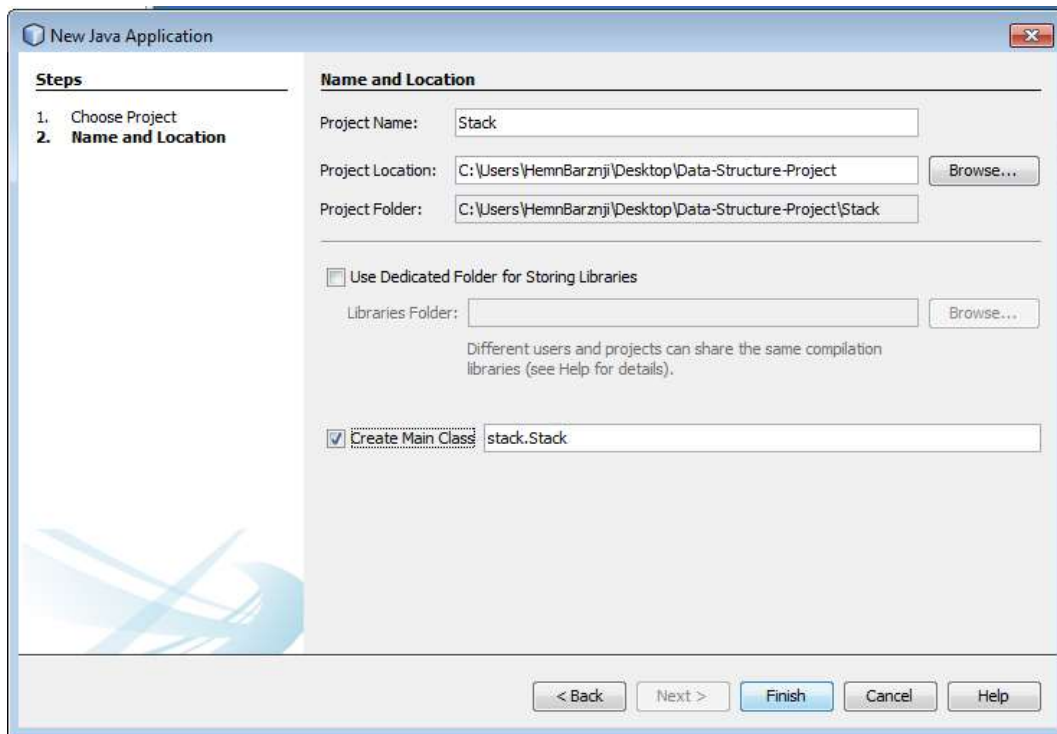 New Java Application
Steps
1. Choose Project
2. Name and Location
Name and Location
Project Name: Stack
Project Location: C:\Users\HemnBarznji\Desktop\Data-Structure-Project Browse...
Project Folder: C:\Users\HemnBarznji\Desktop\Data-Structure-Project\Stack
Use Dedicated Folder for Storing Libraries
Libraries Folder: Browse...
Different users and projects can share the same compilation
libraries (see Help for details).
Create Main Class stack.Stack
< Back Next > Finish Cancel Help